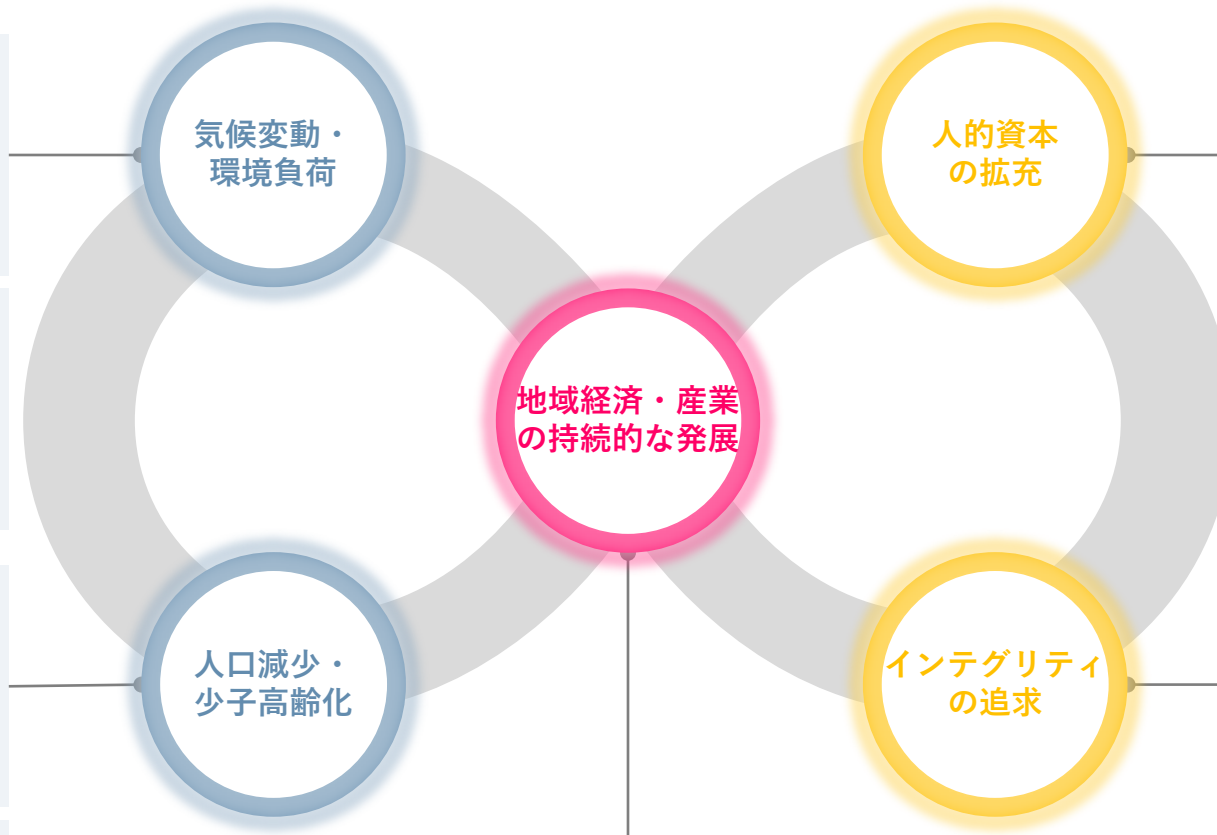 気候変動・
環境負荷
人的資本
の拡充
地域経済・産業
の持続的な発展
人口減少・
少子高齢化
インテグリティ
の追求